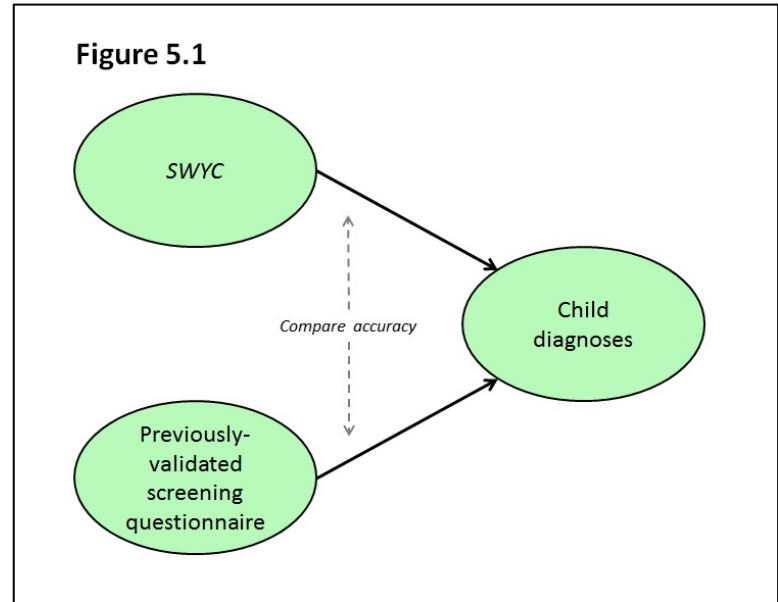 Figure 5.1
SWYC
Compare accuracy
Child
diagnoses
Previously-
validated
screening
questionnaire